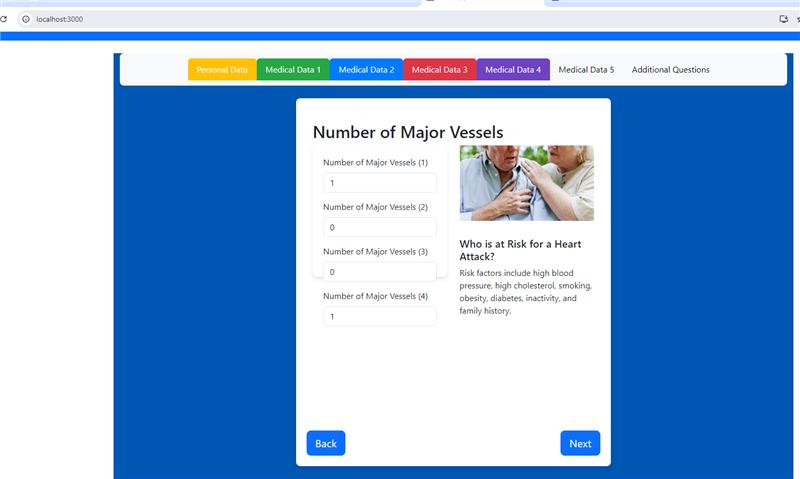 localhost:3000
Personal Data
Medical Data 1
Medical Data 2
Medical Data 3
Medical Data 4
Medical Data 5
Additional Questions
Number of Major Vessels
Number of Major Vessels (1)
1
Number of Major Vessels (2)
0
Number of Major Vessels (3)
0
Number of Major Vessels (4)
1
Who is at Risk for a Heart
Attack?
Risk factors include high blood
pressure, high cholesterol, smoking,
obesity, diabetes, inactivity, and
family history.
Back
Next